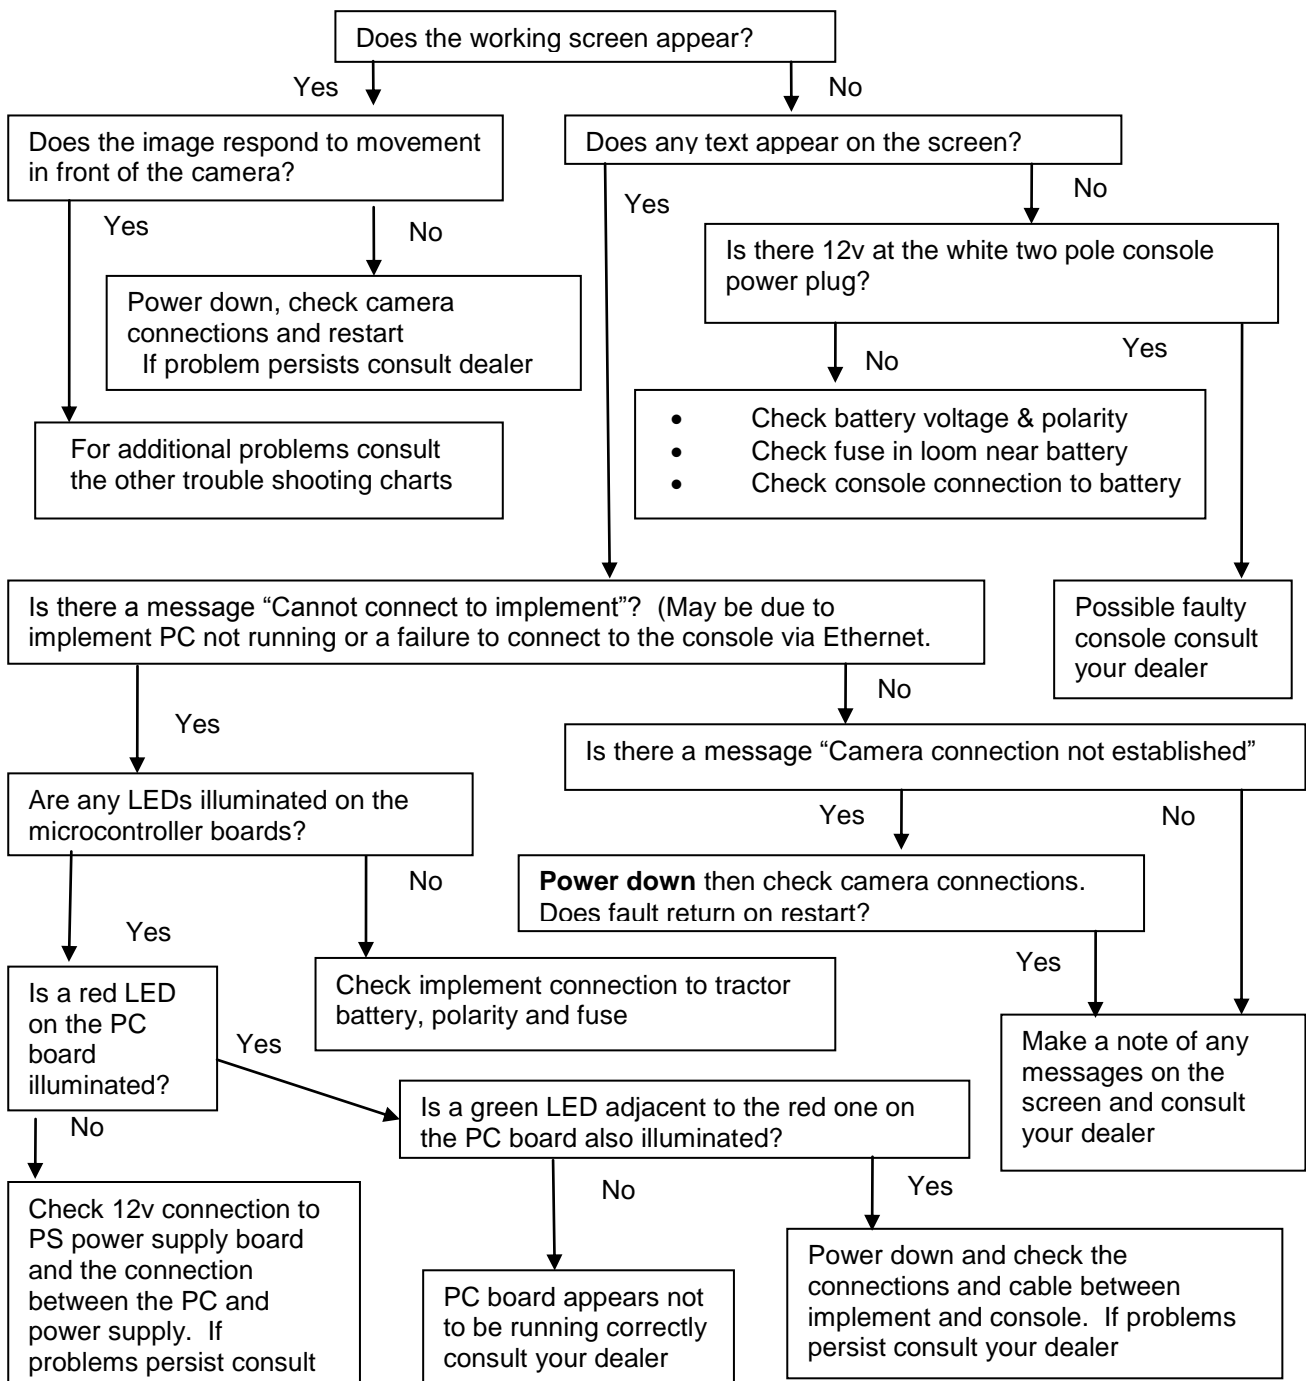 Does the working screen appear?
Yes
No
Does the image respond to movement
in front of the camera?
Does any text appear on the screen?
Yes
No
Yes
No
Is there 12v at the white two pole console
power plug?
Power down, check camera
connections and restart
If problem persists consult dealer
No
Yes
For additional problems consult
the other trouble shooting charts
• Check battery voltage & polarity
• Check fuse in loom near battery
• Check console connection to battery
Is there a message “Cannot connect to implement”? (May be due to
implement PC not running or a failure to connect to the console via Ethernet.
Possible faulty
console consult
your dealer
Yes
No
Is there a message “Camera connection not established”
Are any LEDs illuminated on the
microcontroller boards?
Yes
No
Yes
No
Power down then check camera connections.
Does fault return on restart?
Yes
Is a red LED
on the PC
board
illuminated?
Check implement connection to tractor
battery, polarity and fuse
Make a note of any
messages on the
screen and consult
your dealer
Yes
No
Is a green LED adjacent to the red one on
the PC board also illuminated?
No
Yes
Check 12v connection to
PS power supply board
and the connection
between the PC and
power supply. If
problems persist consult
PC board appears not
to be running correctly
consult your dealer
Power down and check the
connections and cable between
implement and console. If problems
persist consult your dealer